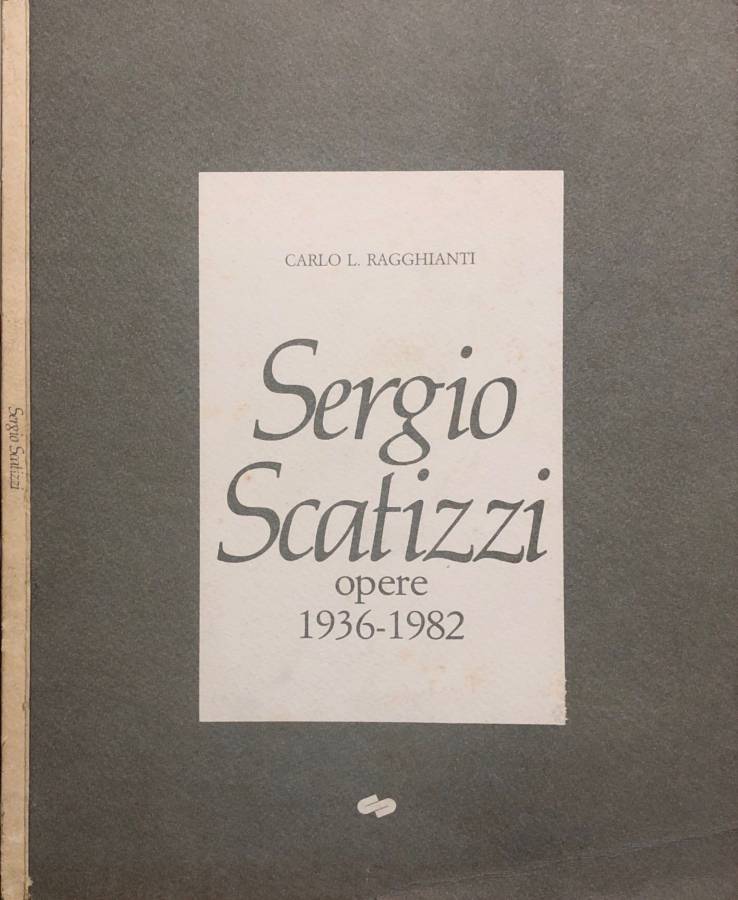 CARLO L. RAGGHIANTI
Sergio
Scatizzi
opere
1936-1982
Sergio Scatizzi